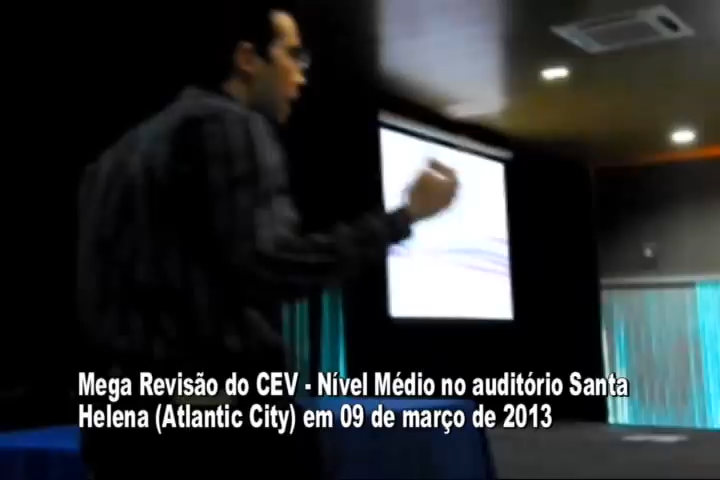 Mega Revisão do CEV - Nível Médio no auditório Santa
Helena (Atlantic City) em 09 de março de 2013